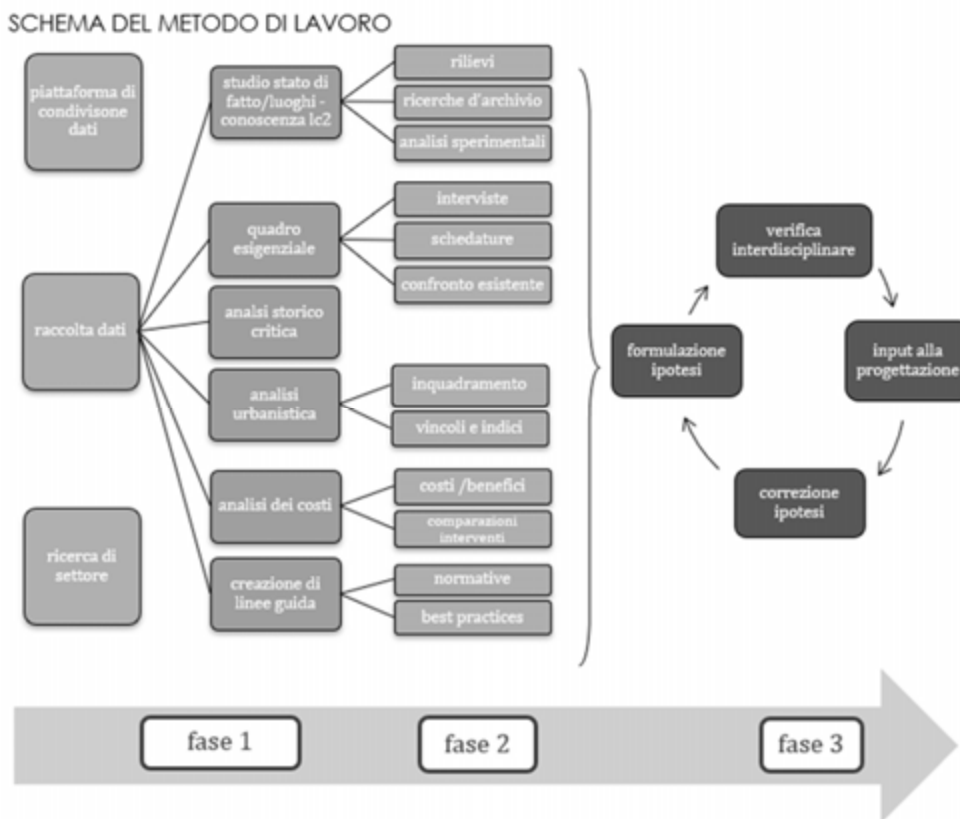 SCHEMA DEL METODO DI LAVORO
piattaforma di
condivisone
dati
raccolta dati
ricerca di
settore
studio stato di
fatto/luoghi -
conoscenza lc2
quadro
esigenziale
analsi storico
critica
analisi
urbanistica
analisi dei costi
creazione di
linee guida
rilievi
ricerche d'archivio
analisi sperimentali
interviste
schedature
confronto esistente
inquadramento
vincoli e indici
costi /benefici
comparazioni
interventi
normative
best practices
verifica
interdisciplinare
formulazione
ipotesi
input alla
progettazione
correzione
ipotesi
fase 1
fase 2
fase 3